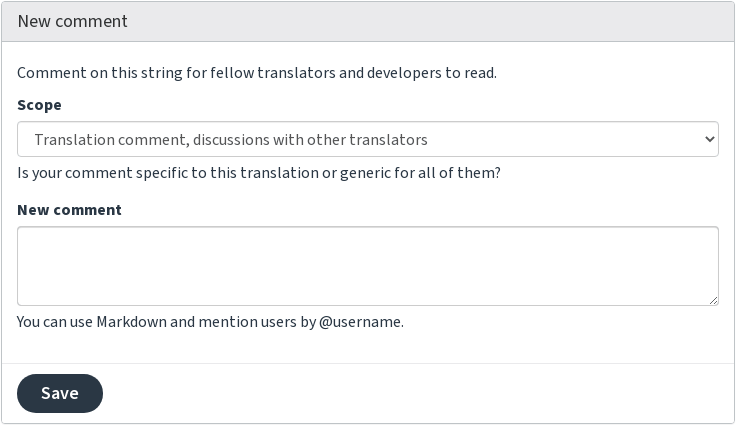 New comment
Comment on this string for fellow translators and developers to read.
Scope
Translation comment, discussions with other translators
Is your comment specific to this translation or generic for all of them?
New comment
You can use Markdown and mention users by @username.
Save